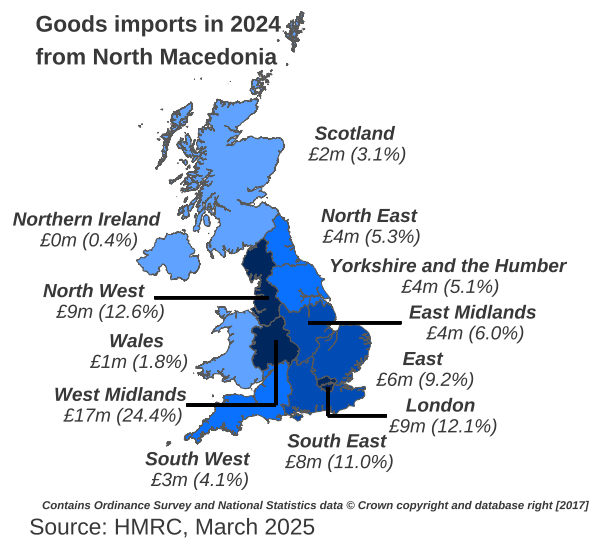 Goods imports in 2024
from North Macedonia
Scotland
£2m (3.1%)
Northern Ireland
£0m (0.4%)
North East
£4m (5.3%)
Yorkshire and the Humber
£4m (5.1%)
North West
£9m (12.6%)
East Midlands
£4m (6.0%)
Wales
£1m (1.8%)
East
£6m (9.2%)
West Midlands
£17m (24.4%)
London
£9m (12.1%)
South East
£8m (11.0%)
South West
£3m (4.1%)
Contains Ordinance Survey and National Statistics data © Crown copyright and database right [2017]
Source: HMRC, March 2025